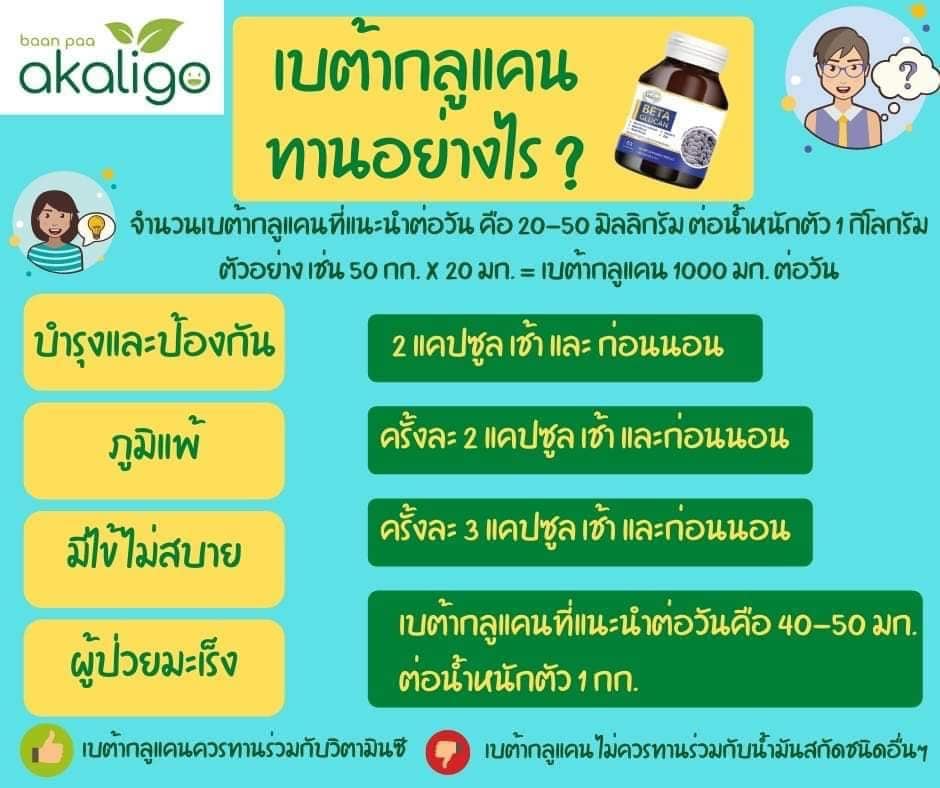 baan paa
akaligo
เบต้ากลูแคน
ทานอย่างไร ?
BETA
GLUCAN
?
จำนวนเบต้ากลูแคนที่แนะนำต่อวัน คือ 20-50 มิลลิกรัม ต่อน้ำหนักตัว 1 กิโลกรัม
ตัวอย่าง เช่น 50 กก. X 20 มก. = เบต้ากลูแคน 1000 มก. ต่อวัน
บำรุงและป้องกัน
2 แคปซูล เช้า และ ก่อนนอน
ภูมิแพ้
ครั้งละ 2 แคปซูล เช้า และก่อนนอน
มีไข้ ไม่สบาย
ครั้งละ 3 แคปซูล เช้า และก่อนนอน
ผู้ป่วยมะเร็ง
เบต้ากลูแคนที่แนะนำต่อวันคือ 40-50 มก.
ต่อน้ำหนักตัว 1 กก.
เบต้ากลูแคนควรทานร่วมกับวิตามินซี
เบต้ากลูแคน ไม่ควรทานร่วมกับน้ำมันสกัดชนิดอื่นๆ